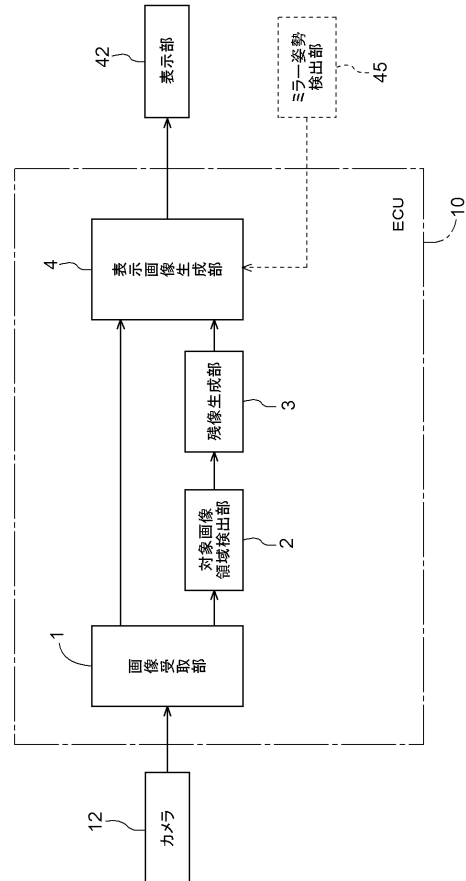 12
カメラ
1
画像
受取部
対象画像
領域検出部
2
残像生成部
3
4
表示画像
生成部
ECU
10
42
表示部
ミラー姿勢
検出部
45